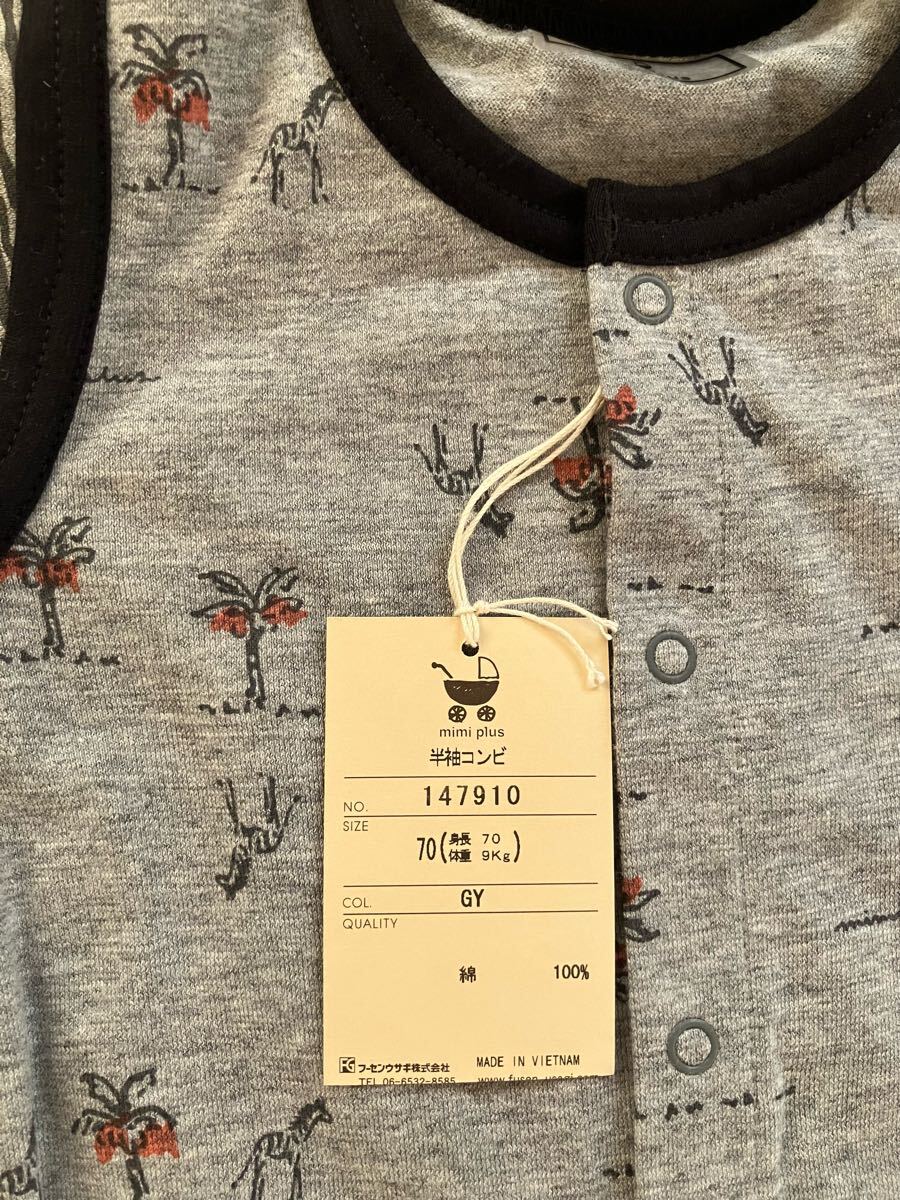 mimi plus
半袖コンビ
NO. 147910
SIZE
70(身長 70
体重 9Kg)
COL. GY
QUALITY
綿 100%
FG フーセンウサギ株式会社 MADE IN VIETNAM
TEL 06-6532-8585